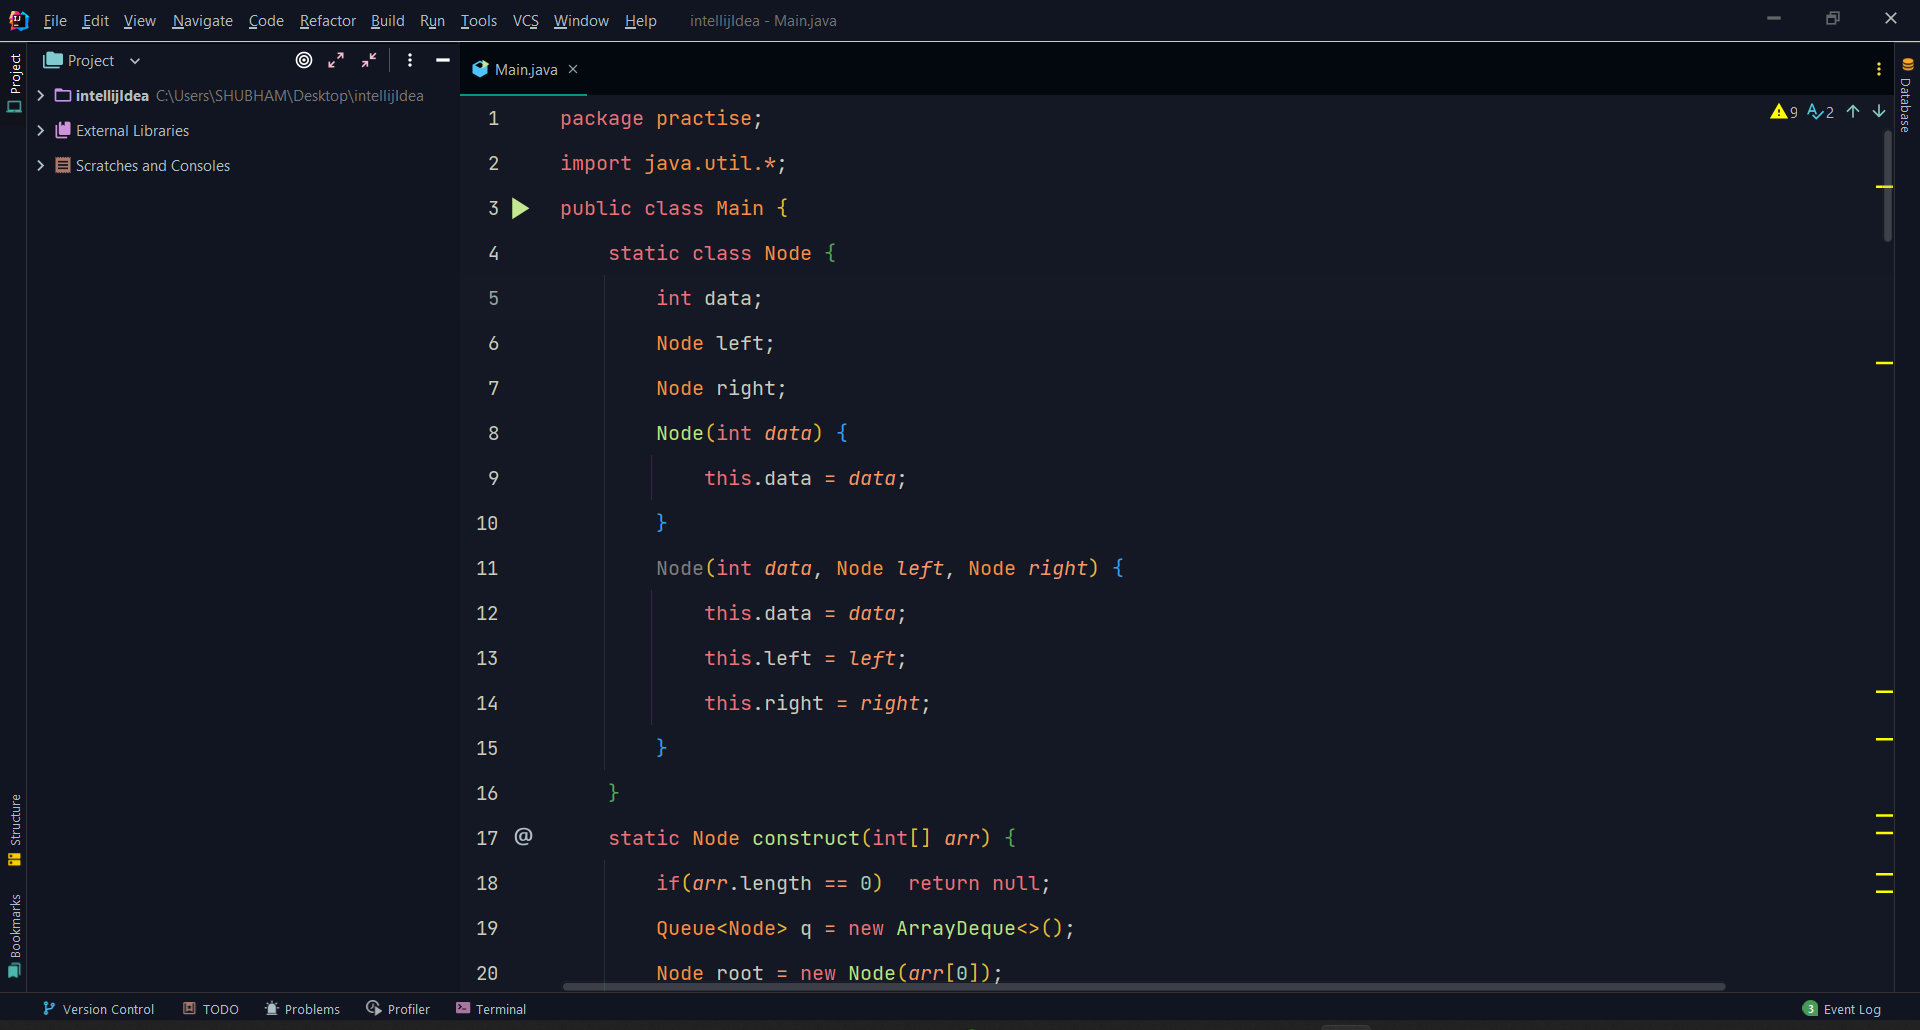 File Edit View Navigate Code Refactor Build Run Tools VCS Window Help intellijIdea - Main.java
Project
Project
Main.java
intellijIdea C:\Users\SHUBHAM\Desktop\intellijIdea
External Libraries
Scratches and Consoles
9 2
Database
1 package practise;
2 import java.util.*;
3 public class Main {
4 static class Node {
5 int data;
6 Node left;
7 Node right;
8 Node(int data) {
9 this.data = data;
10 }
11 Node(int data, Node left, Node right) {
12 this.data = data;
13 this.left = left;
14 this.right = right;
15 }
16 }
17 @ static Node construct(int[] arr) {
18 if(arr.length == 0)  return null;
19 Queue<Node> q = new ArrayDeque<>();
20 Node root = new Node(arr[0]);
Structure
Bookmarks
Version Control TODO Problems Profiler Terminal 3 Event Log